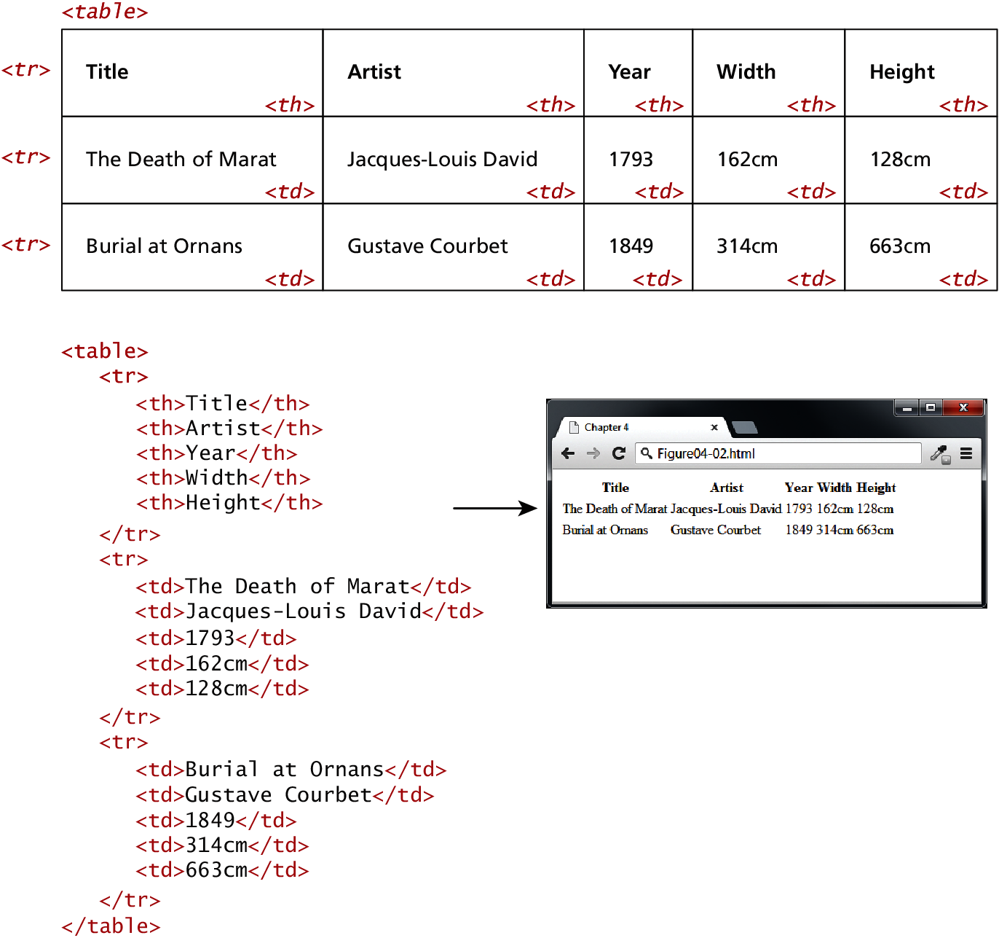 <table>
<tr> Title Artist Year Width Height
<th> <th> <th> <th> <th>
<tr> The Death of Marat Jacques-Louis David 1793 162cm 128cm
<td> <td> <td> <td> <td>
<tr> Burial at Ornans Gustave Courbet 1849 314cm 663cm
<td> <td> <td> <td> <td>
<table>
<tr>
<th>Title</th>
<th>Artist</th>
<th>Year</th>
<th>Width</th>
<th>Height</th>
</tr>
<tr>
<td>The Death of Marat</td>
<td>Jacques-Louis David</td>
<td>1793</td>
<td>162cm</td>
<td>128cm</td>
</tr>
<tr>
<td>Burial at Ornans</td>
<td>Gustave Courbet</td>
<td>1849</td>
<td>314cm</td>
<td>663cm</td>
</tr>
</table>
Chapter 4
Figure04-02.html
Title Artist Year Width Height
The Death of Marat Jacques-Louis David 1793 162cm 128cm
Burial at Ornans Gustave Courbet 1849 314cm 663cm